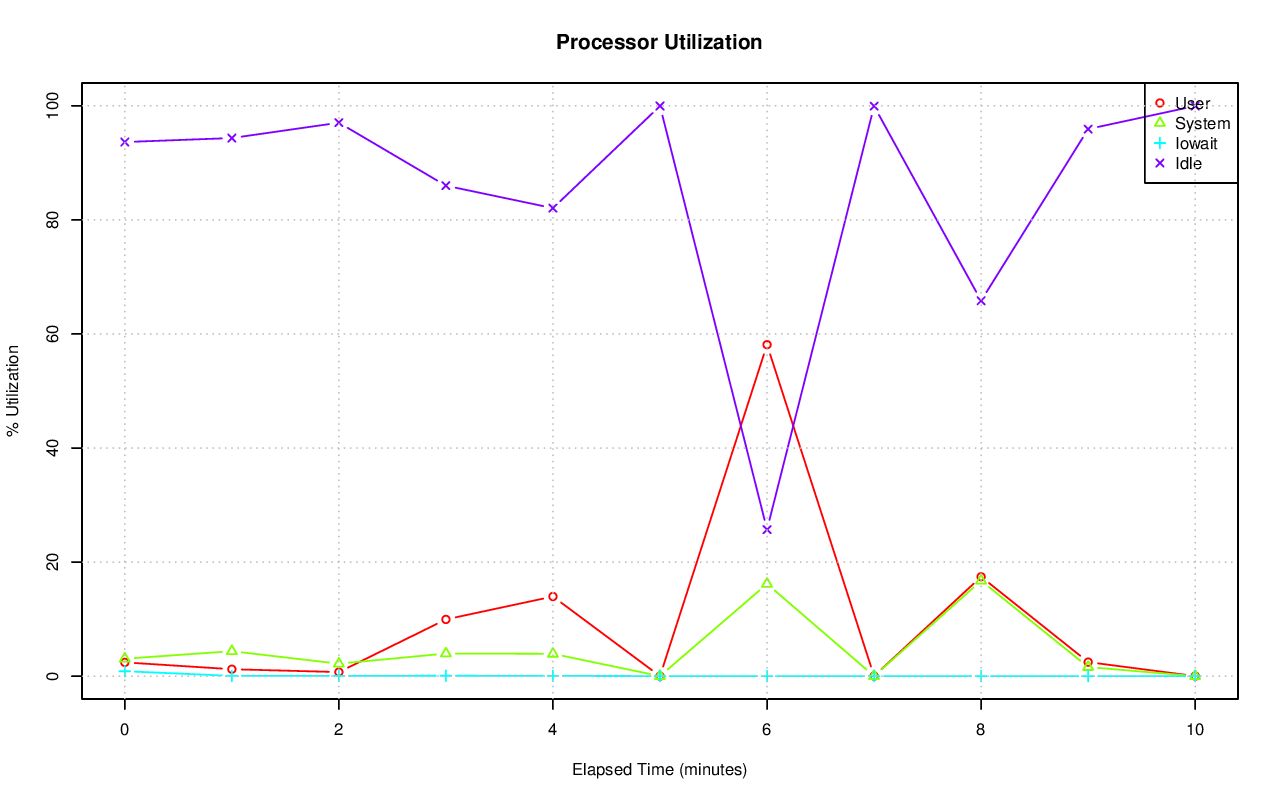 Processor Utilization
% Utilization
100
80
60
40
20
0
User
System
Iowait
Idle
0 2 4 6 8 10
Elapsed Time (minutes)